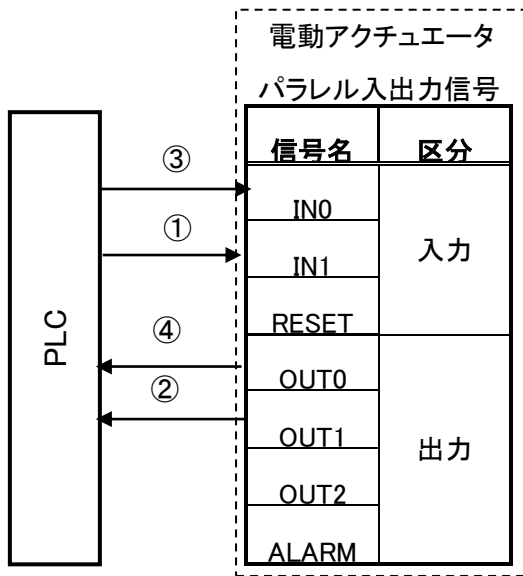 電動アクチュエータ
パラレル入出力信号
信号名 区分
③
IN0
①
IN1
入力
RESET
PLC
④
OUT0
②
OUT1
出力
OUT2
ALARM